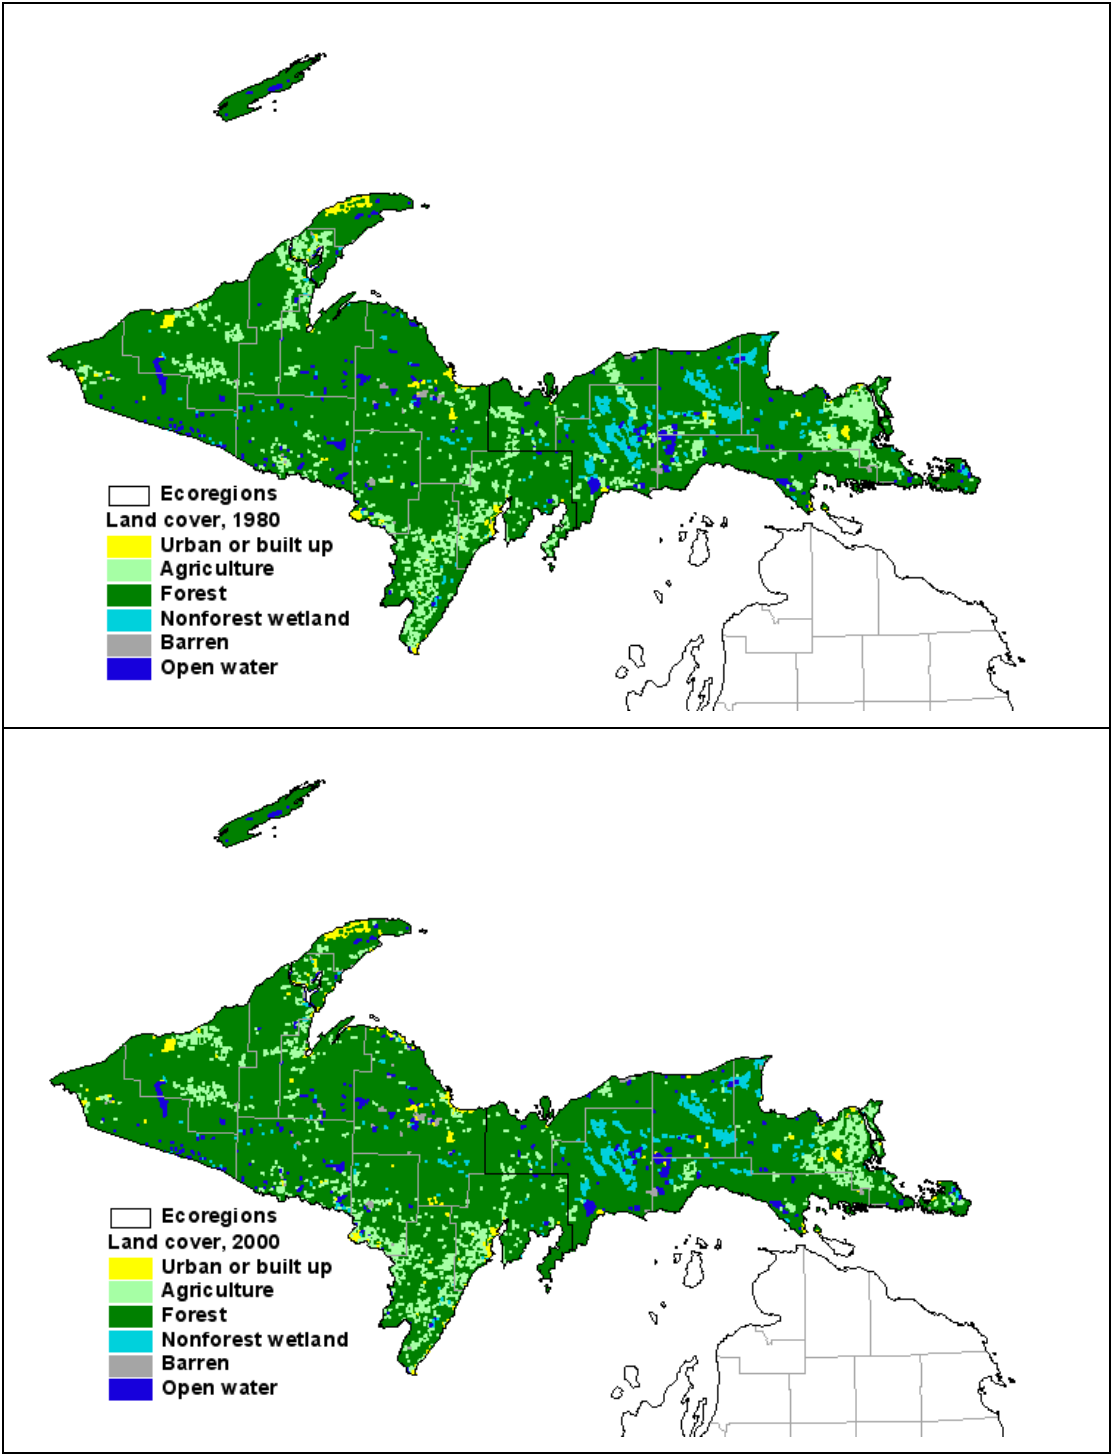 Ecoregions
Land cover, 1980
Urban or built up
Agriculture
Forest
Nonforest wetland
Barren
Open water
Ecoregions
Land cover, 2000
Urban or built up
Agriculture
Forest
Nonforest wetland
Barren
Open water